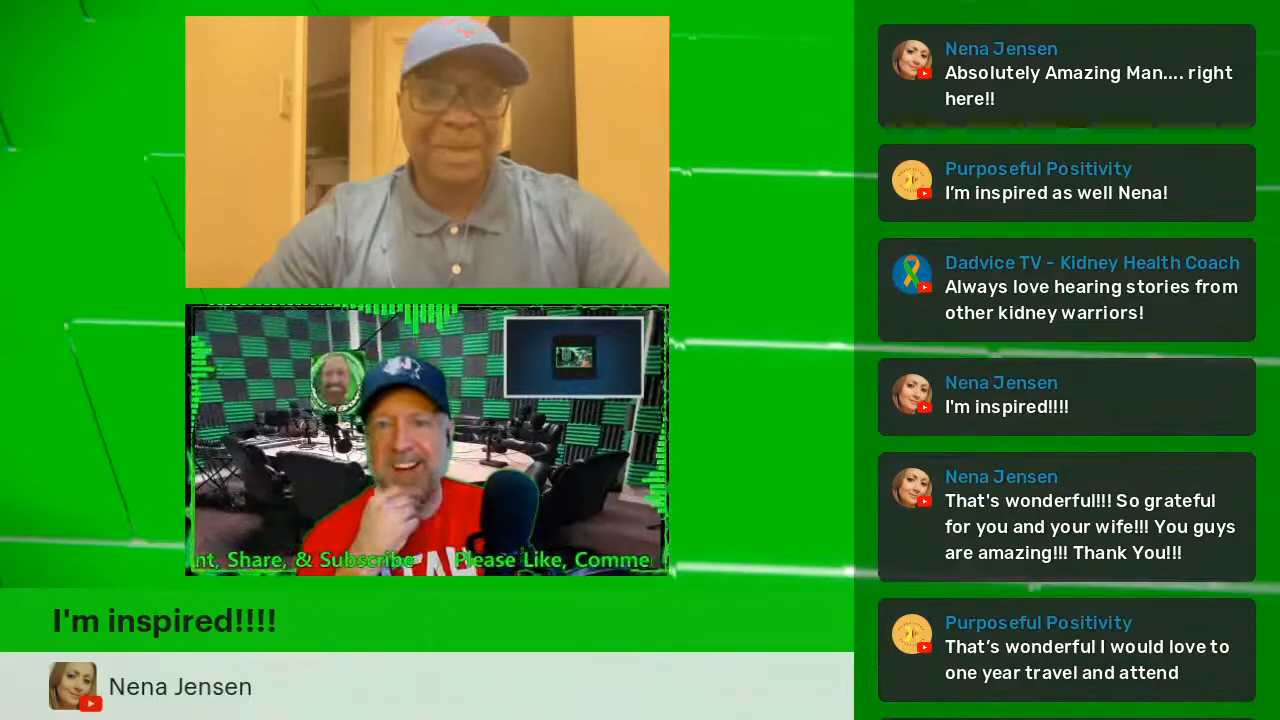 Nena Jensen
Absolutely Amazing Man.... right
here!!
Purposeful Positivity
I'm inspired as well Nena!
Dadvice TV - Kidney Health Coach
Always love hearing stories from
other kidney warriors!
Nena Jensen
I'm inspired!!!!
Nena Jensen
That's wonderful!!! So grateful
for you and your wife!!! You guys
are amazing!!! Thank You!!!
Purposeful Positivity
That's wonderful I would love to
one year travel and attend
nt, Share, & Subscribe Please Like, Comme
I'm inspired!!!!
Nena Jensen